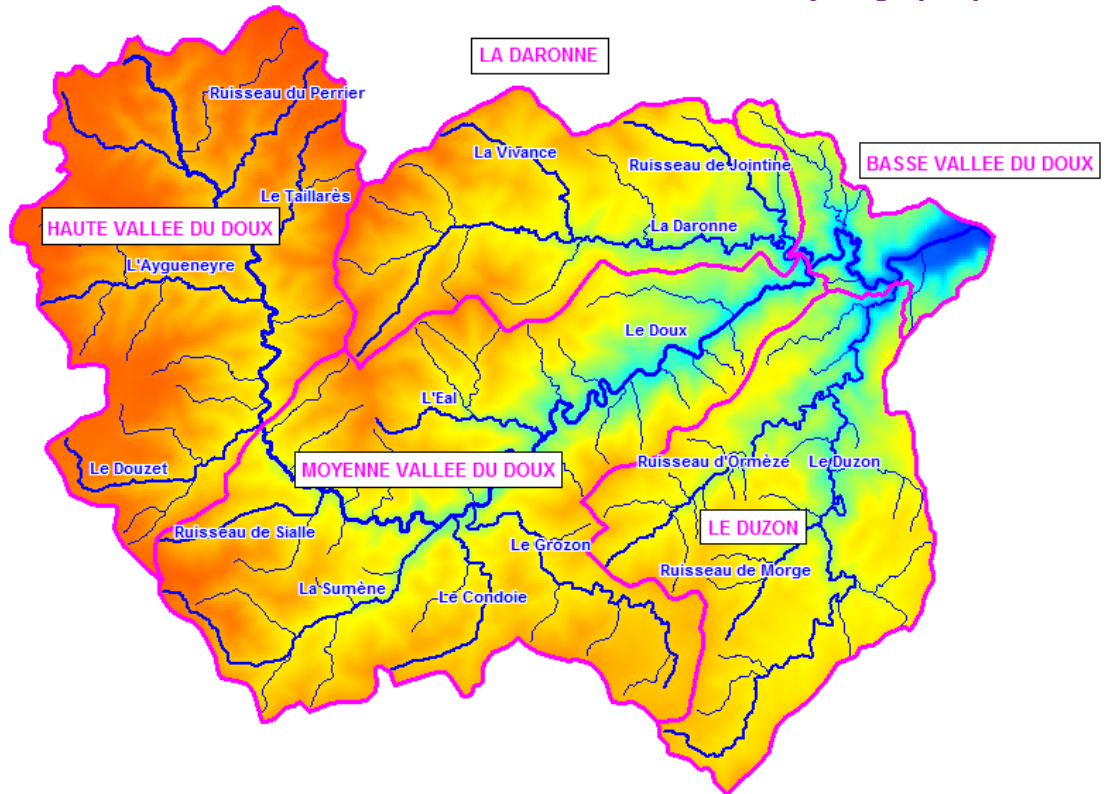 LA DARONNE
Ruisseau du Perrier
La Vivance
Ruisseau de Jointine
BASSE VALLEE DU DOUX
Le Taillarès
HAUTE VALLEE DU DOUX
La Daronne
L'Aygueneyre
Le Doux
L'Eal
Le Douzet
MOYENNE VALLEE DU DOUX
Ruisseau d'Ormèze
Le Duzon
LE DUZON
Ruisseau de Sialle
Le Grozon
Ruisseau de Morge
La Sumène
Le Condoie